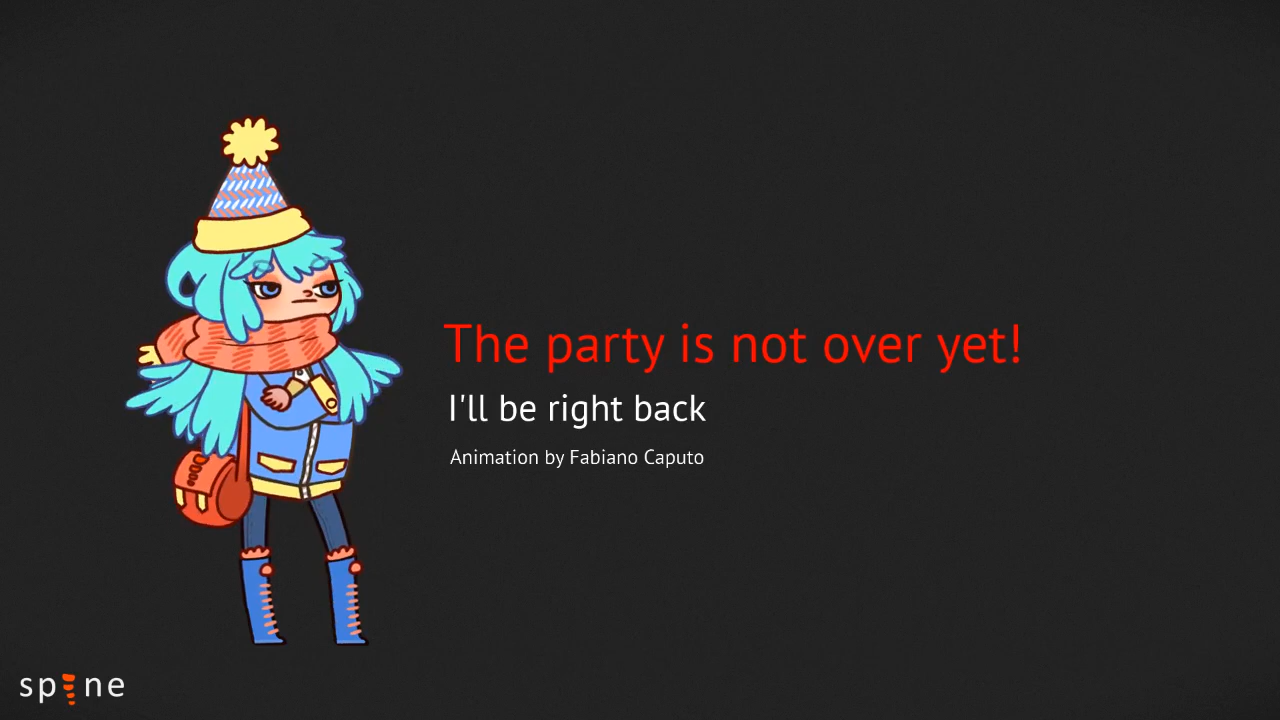 The party is not over yet!
I'll be right back
Animation by Fabiano Caputo
spine